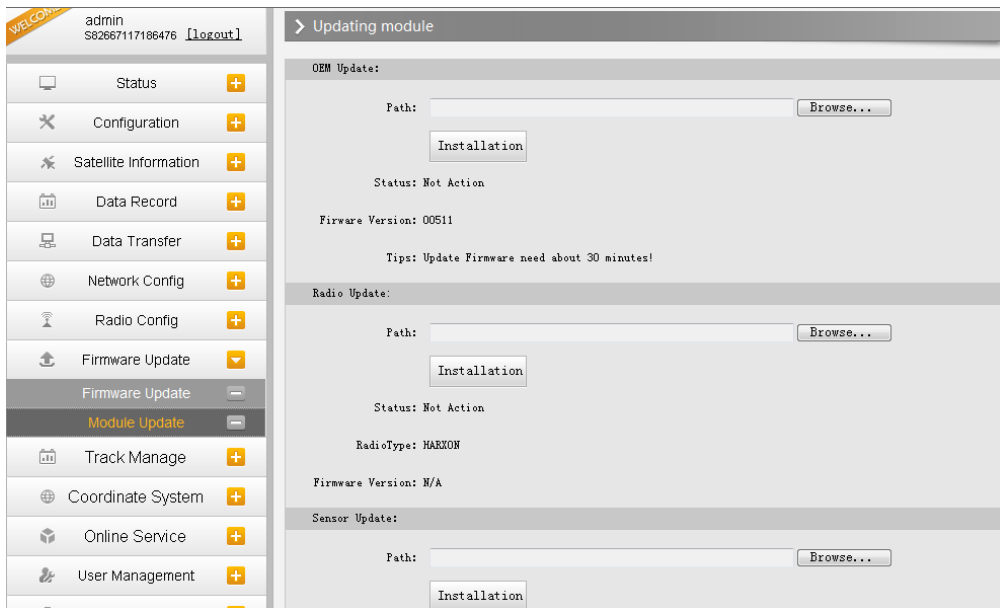 WELCOME
admin
S82667117186476 [logout]
Status
Configuration
Satellite Information
Data Record
Data Transfer
Network Config
Radio Config
Firmware Update
Firmware Update
Module Update
Track Manage
Coordinate System
Online Service
User Management
Updating module
OEM Update:
Path: Browse...
Installation
Status: Not Action
Firware Version: 00511
Tips: Update Firmware need about 30 minutes!
Radio Update:
Path: Browse...
Installation
Status: Not Action
RadioType: HARXON
Firmware Version: N/A
Sensor Update:
Path: Browse...
Installation